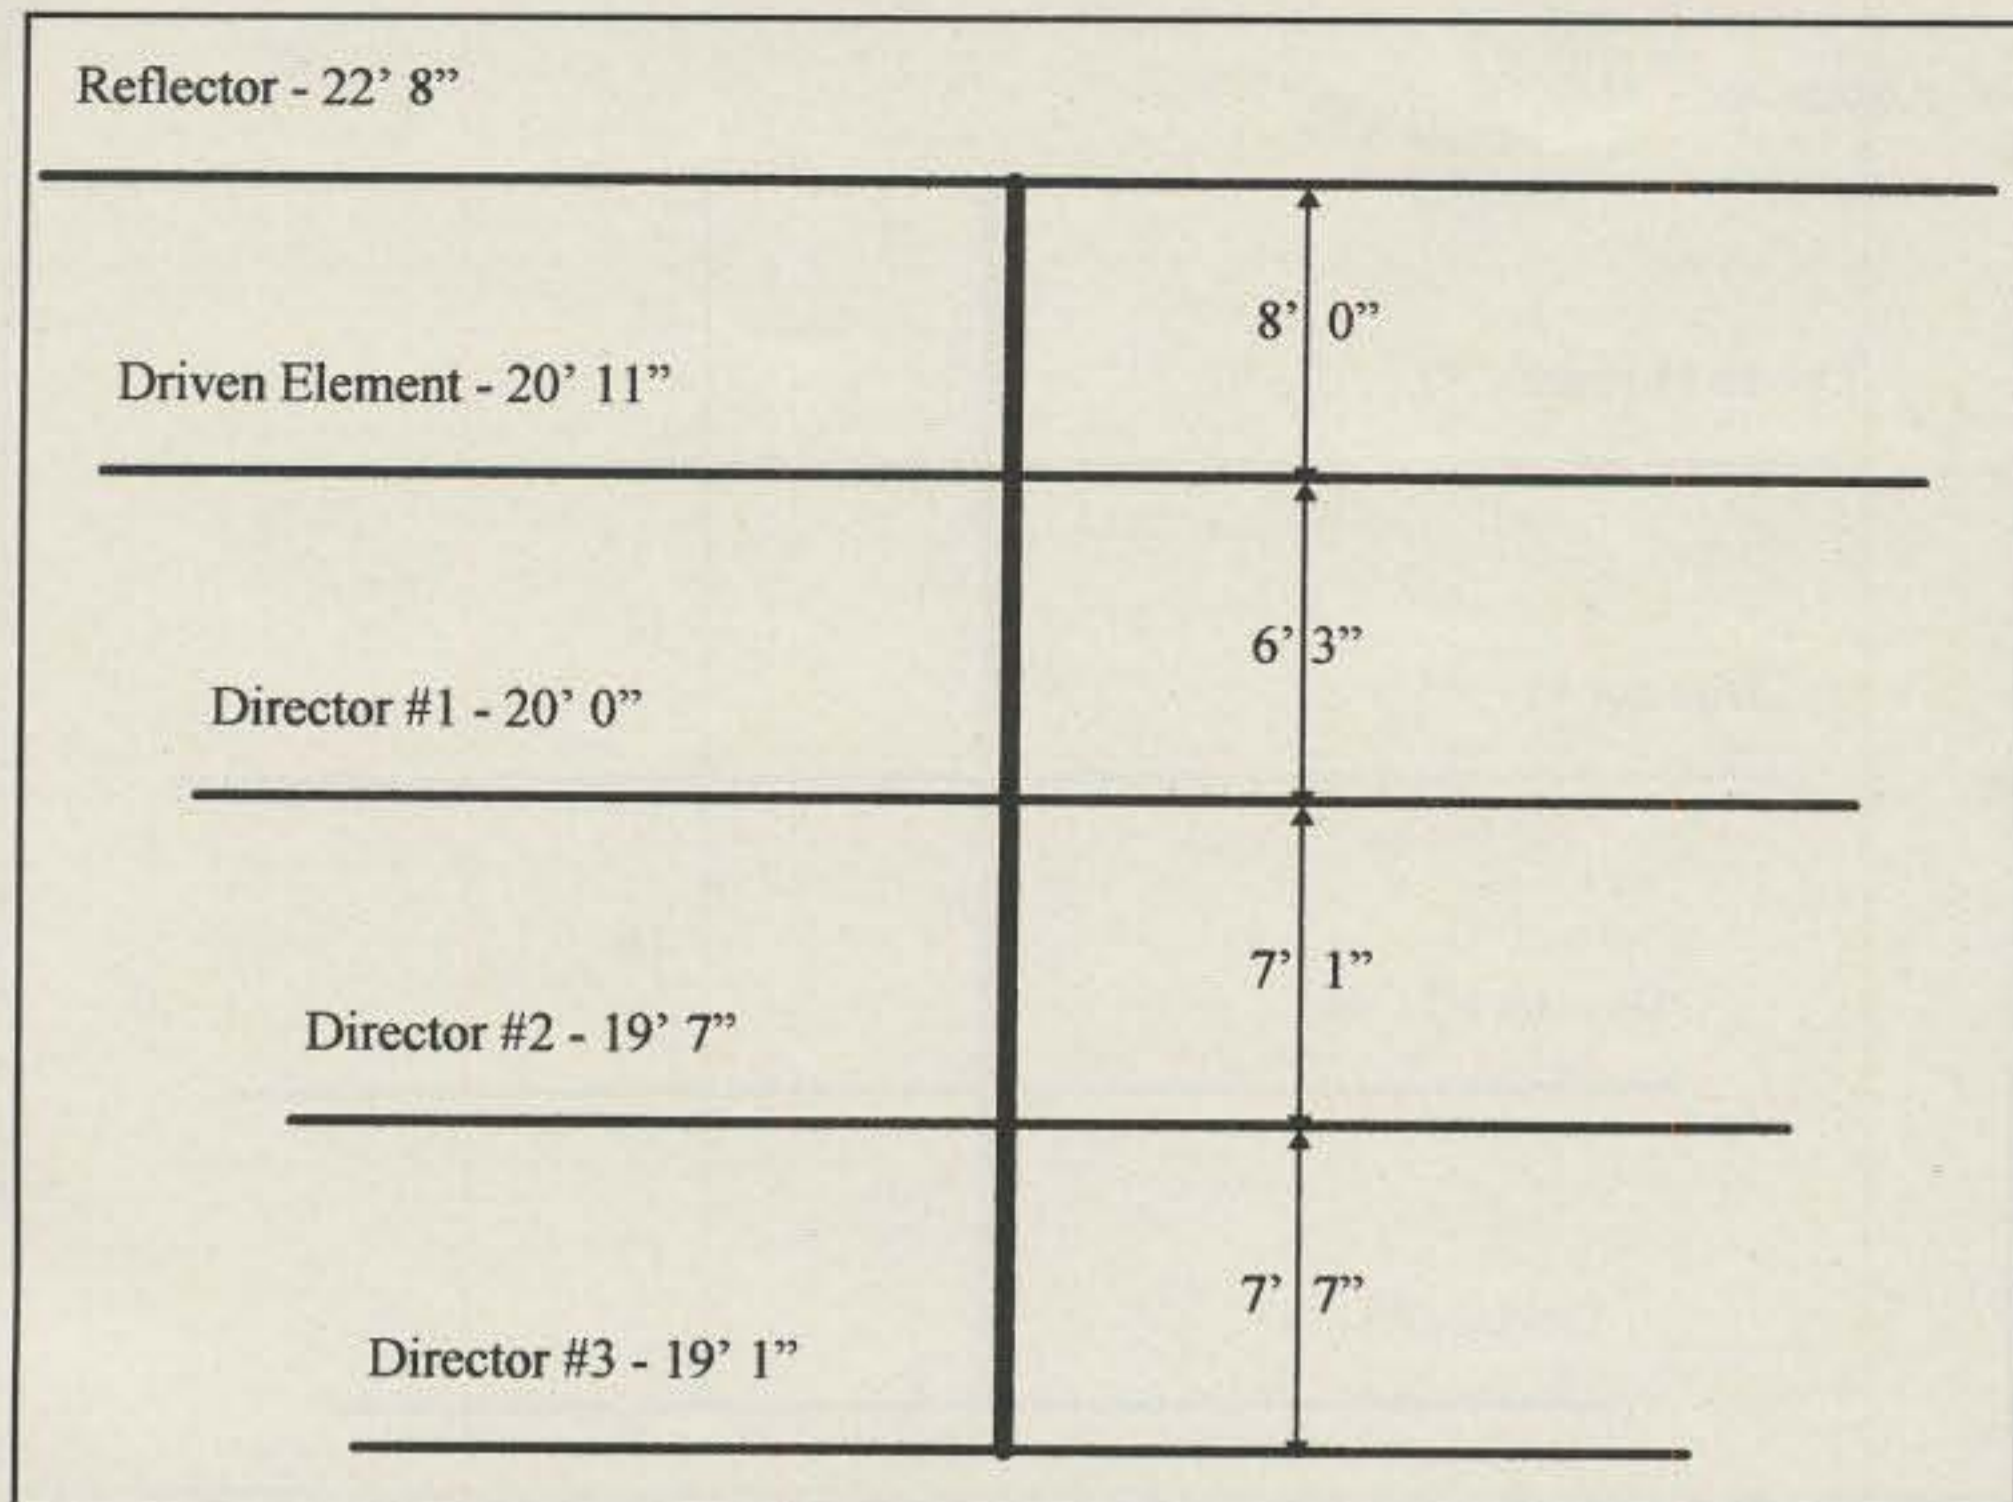 Reflector - 22’ 8”
8’ 0”
Driven Element - 20’ 11”
6’ 3”
Director #1 - 20’ 0”
7’ 1”
Director #2 - 19’ 7”
7’ 7”
Director #3 - 19’ 1”